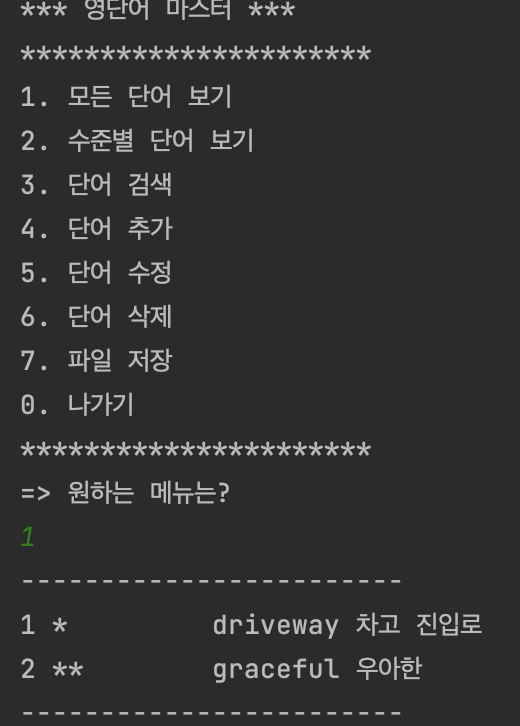 *** 영단어 마스터 ***
**********************
1. 모든 단어 보기
2. 수준별 단어 보기
3. 단어 검색
4. 단어 추가
5. 단어 수정
6. 단어 삭제
7. 파일 저장
0. 나가기
**********************
=> 원하는 메뉴는?
1
------------------------
1 *         driveway 차고 진입로
2 **        graceful 우아한
------------------------